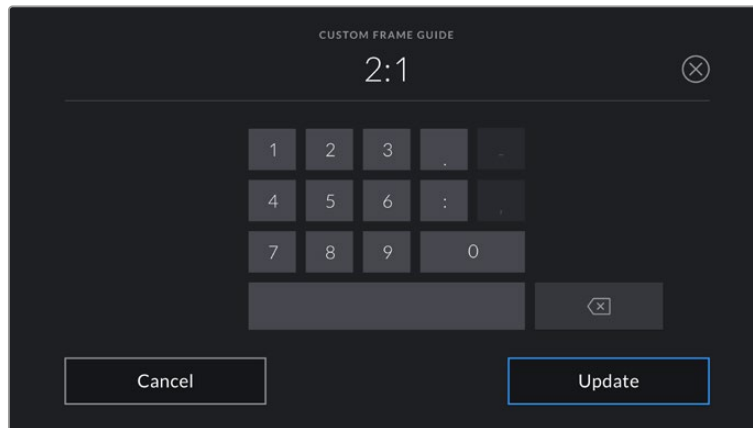 CUSTOM FRAME GUIDE
2:1
1 2 3 . -
4 5 6 : ,
7 8 9 0
Cancel Update